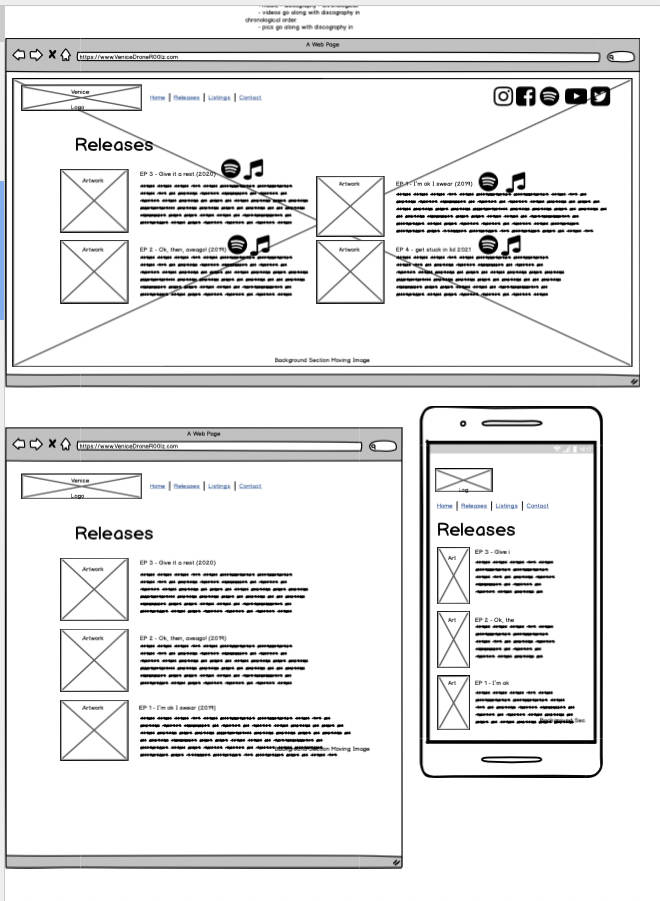 - videos go along with discography in
chronological order.
- pics go along with discography in
A Web Page
https://www.VeniceDroneR00lz.com
Venice
Logo
Home | Releases | Listings | Contact
Releases
Artwork
EP 3 - Give it a rest (2020)
Artwork
EP 1 - I'm ok I swear (2019)
Artwork
EP 2 - Ok, then, aveago! (2019)
Artwork
EP 4 - get stuck in lid 2021
Background Section Moving Image
A Web Page
https://www.VeniceDroneR00lz.com
Venice
Logo
Home | Releases | Listings | Contact
Releases
Artwork
EP 3 - Give it a rest (2020)
Artwork
EP 2 - Ok, then, aveago! (2019)
Artwork
EP 1 - I'm ok I swear (2019)
Background Section Moving Image
Log
Home | Releases | Listings | Contact
Releases
Art
EP 3 - Give i
Art
EP 2 - Ok, the
Art
EP 1 - I'm ok
Background Sec